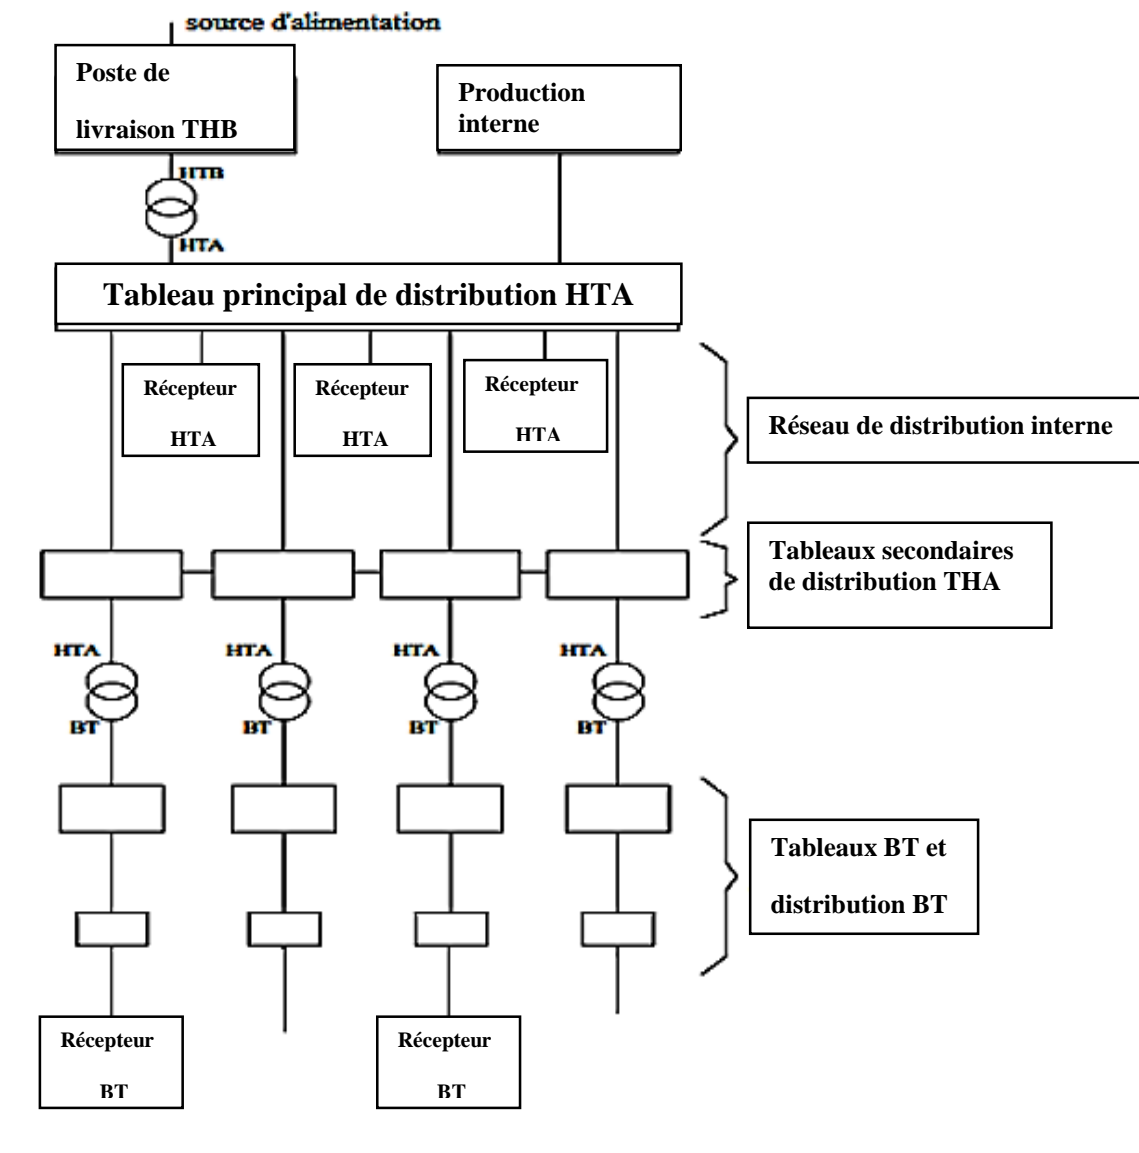 source d'alimentation
Poste de
livraison THB
Production
interne
HTB
HTA
Tableau principal de distribution HTA
Récepteur
HTA
Récepteur
HTA
Récepteur
HTA
Réseau de distribution interne
Tableaux secondaires
de distribution THA
HTA
HTA
HTA
HTA
BT
BT
BT
BT
Tableaux BT et
distribution BT
Récepteur
BT
Récepteur
BT